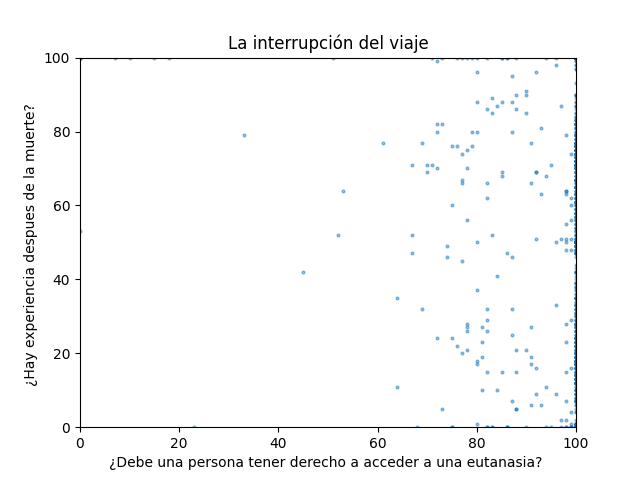 La interrupción del viaje
¿Hay experiencia despues de la muerte?
100
80
60
40
20
0
0 20 40 60 80 100
¿Debe una persona tener derecho a acceder a una eutanasia?